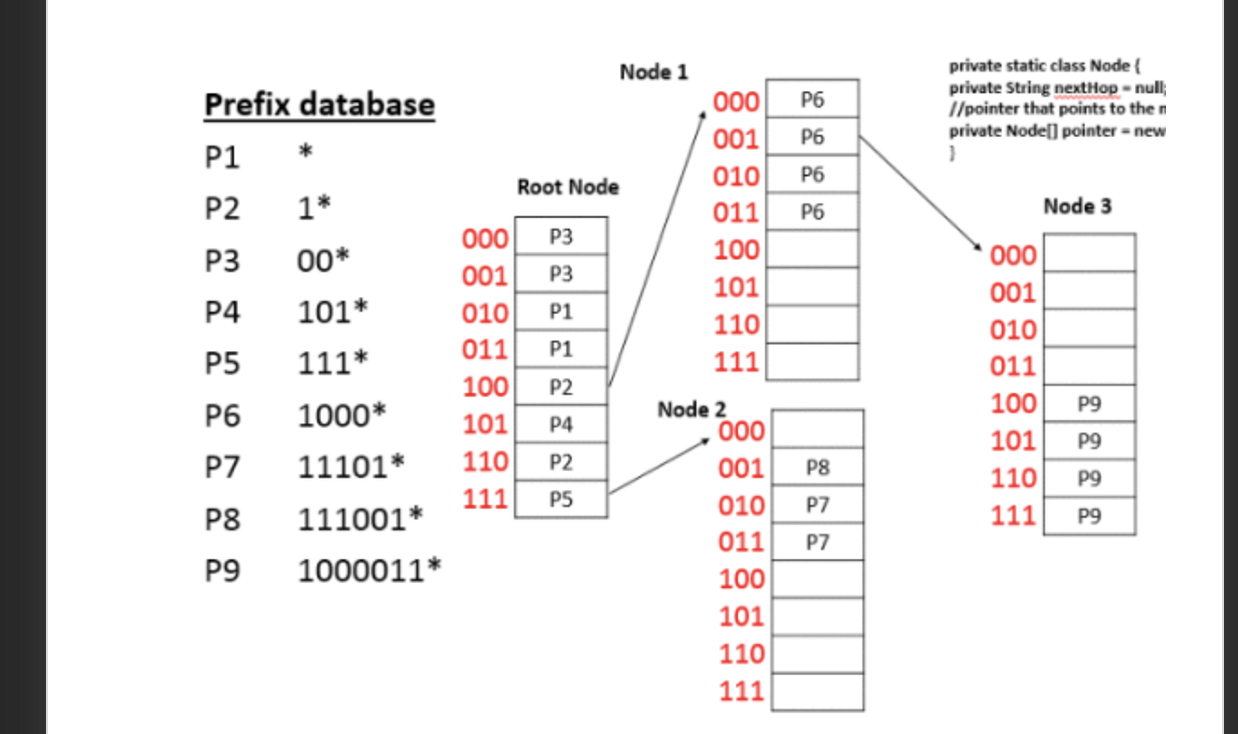 Prefix database
P1 *
P2 1*
P3 00*
P4 101*
P5 111*
P6 1000*
P7 11101*
P8 111001*
P9 1000011*
Root Node
000 P3
001 P3
010 P1
011 P1
100 P2
101 P4
110 P2
111 P5
Node 1
000 P6
001 P6
010 P6
011 P6
100
101
110
111
Node 2
000
001 P8
010 P7
011 P7
100
101
110
111
private static class Node {
private String nextHop = null;
//pointer that points to the
private Node[] pointer = new
}
Node 3
000
001
010
011
100 P9
101 P9
110 P9
111 P9